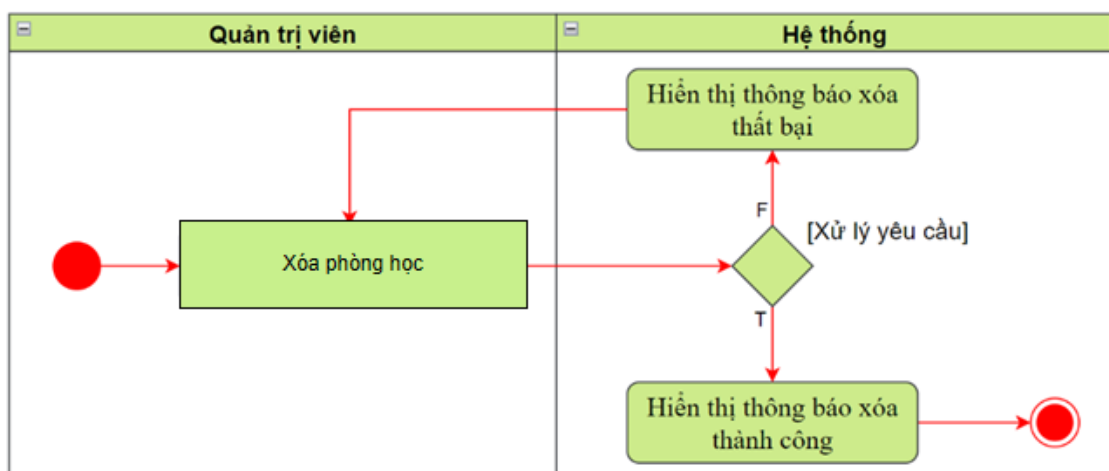 Quản trị viên
Hệ thống
Hiển thị thông báo xóa
thất bại
F
[Xử lý yêu cầu]
Xóa phòng học
T
Hiển thị thông báo xóa
thành công